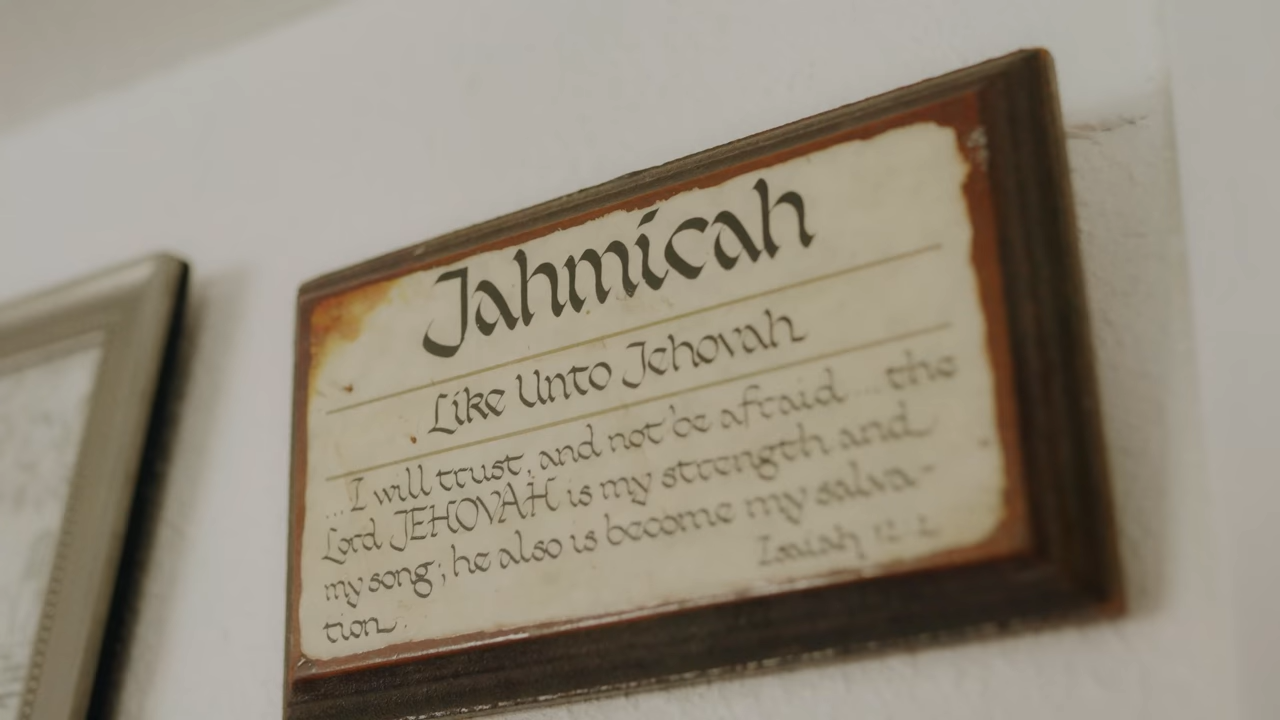 Jahmicah
Like Unto Jehovah
...I will trust, and not be afraid...the
Lord JEHOVAH is my strength and
my song; he also is become my salva-
tion.
Isaiah 12:2